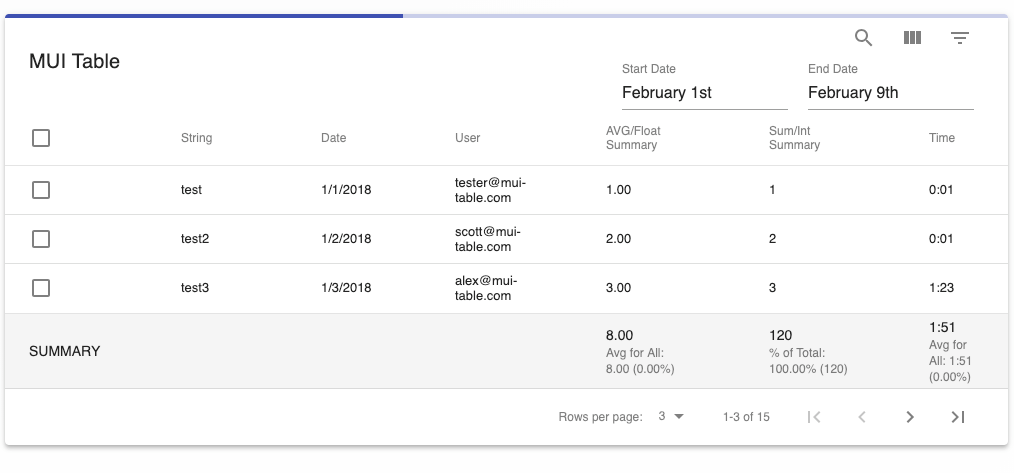 MUI Table
Start Date
End Date
February 1st
February 9th
String
Date
User
AVG/Float
Summary
Sum/Int
Summary
Time
test
1/1/2018
tester@mui-
table.com
1.00
1
0:01
test2
1/2/2018
scott@mui-
table.com
2.00
2
0:01
test3
1/3/2018
alex@mui-
table.com
3.00
3
1:23
SUMMARY
8.00
Avg for All:
8.00 (0.00%)
120
% of Total:
100.00% (120)
1:51
Avg for
All: 1:51
(0.00%)
Rows per page:
3
1-3 of 15